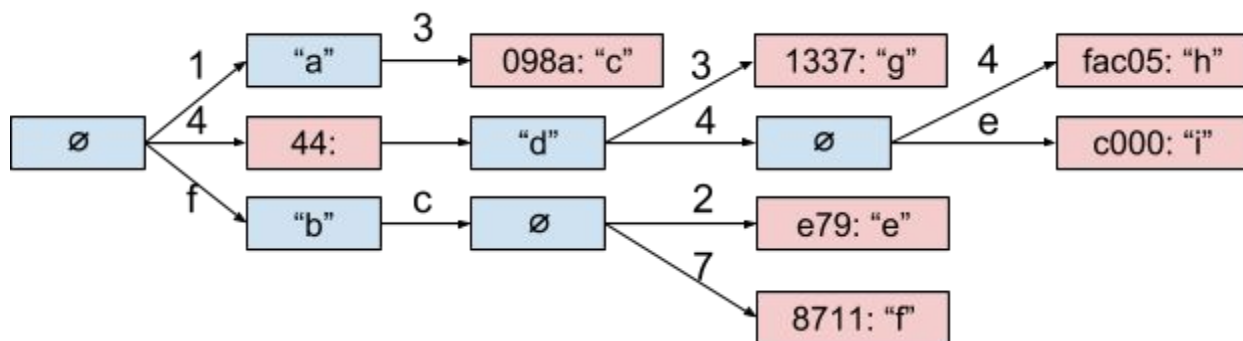 1 “a” 3 098a: “c” 3 1337: “g” 4 fac05: “h”
∅ 4 44: “d” 4 ∅ e c000: “i”
f “b” c ∅ 2 e79: “e”
7 8711: “f”